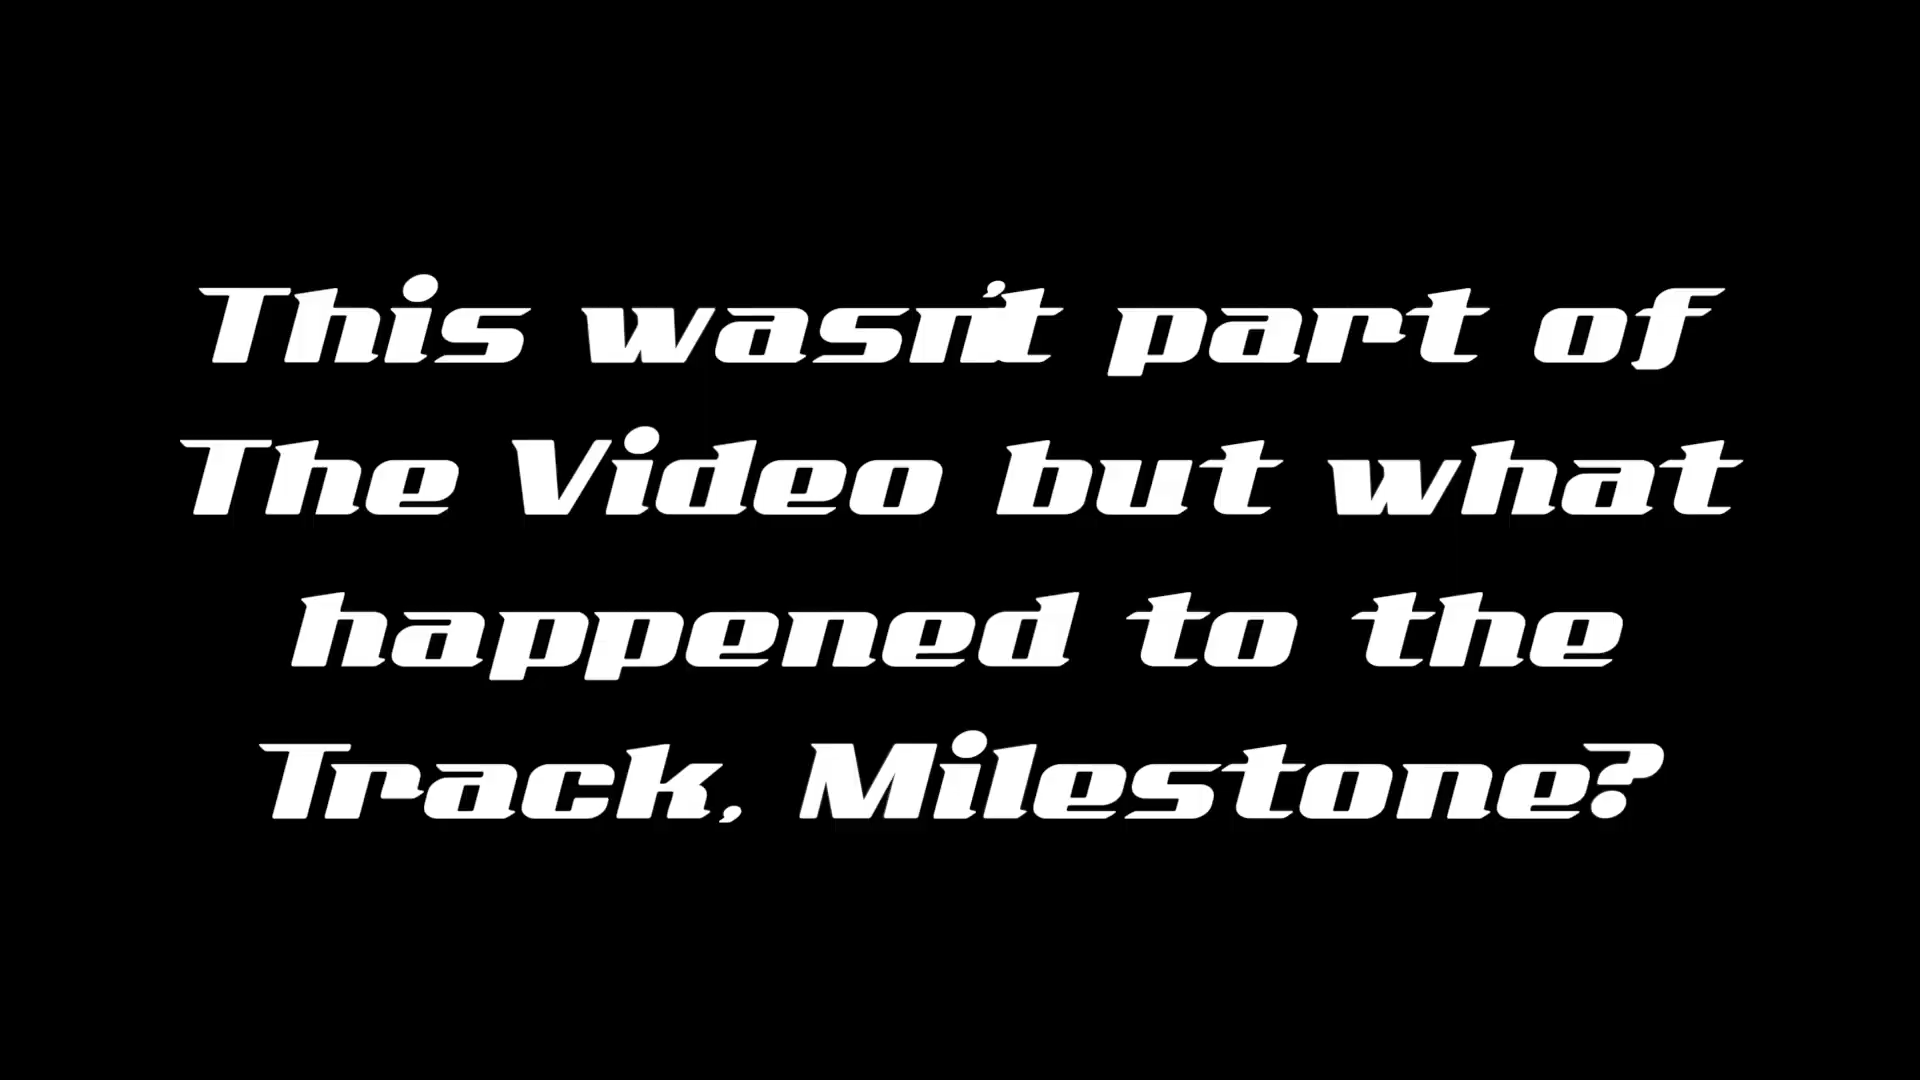 This wasn't part of
The Video but what
happened to the
Track, Milestone?